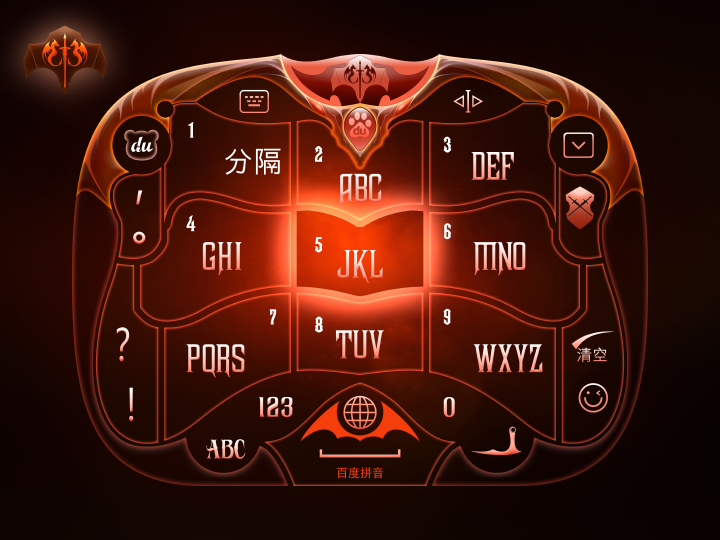 du
du
1
分隔
2
ABC
3
DEF
,
。
4
GHI
5
JKL
6
MNO
?
!
7
PQRS
8
TUV
9
WXYZ
清空
123
0
ABC
百度拼音